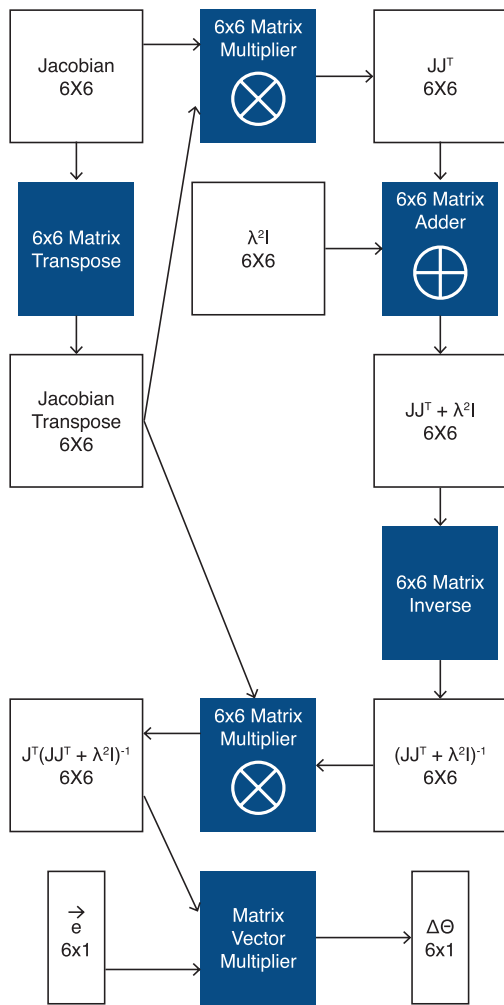 Jacobian
6X6
6x6 Matrix
Multiplier
JJᵀ
6X6
6x6 Matrix
Transpose
λ²I
6X6
6x6 Matrix
Adder
Jacobian
Transpose
6X6
JJᵀ + λ²I
6X6
6x6 Matrix
Inverse
Jᵀ(JJᵀ + λ²I)⁻¹
6X6
6x6 Matrix
Multiplier
(JJᵀ + λ²I)⁻¹
6X6
e⃗
6x1
Matrix
Vector
Multiplier
ΔΘ
6x1